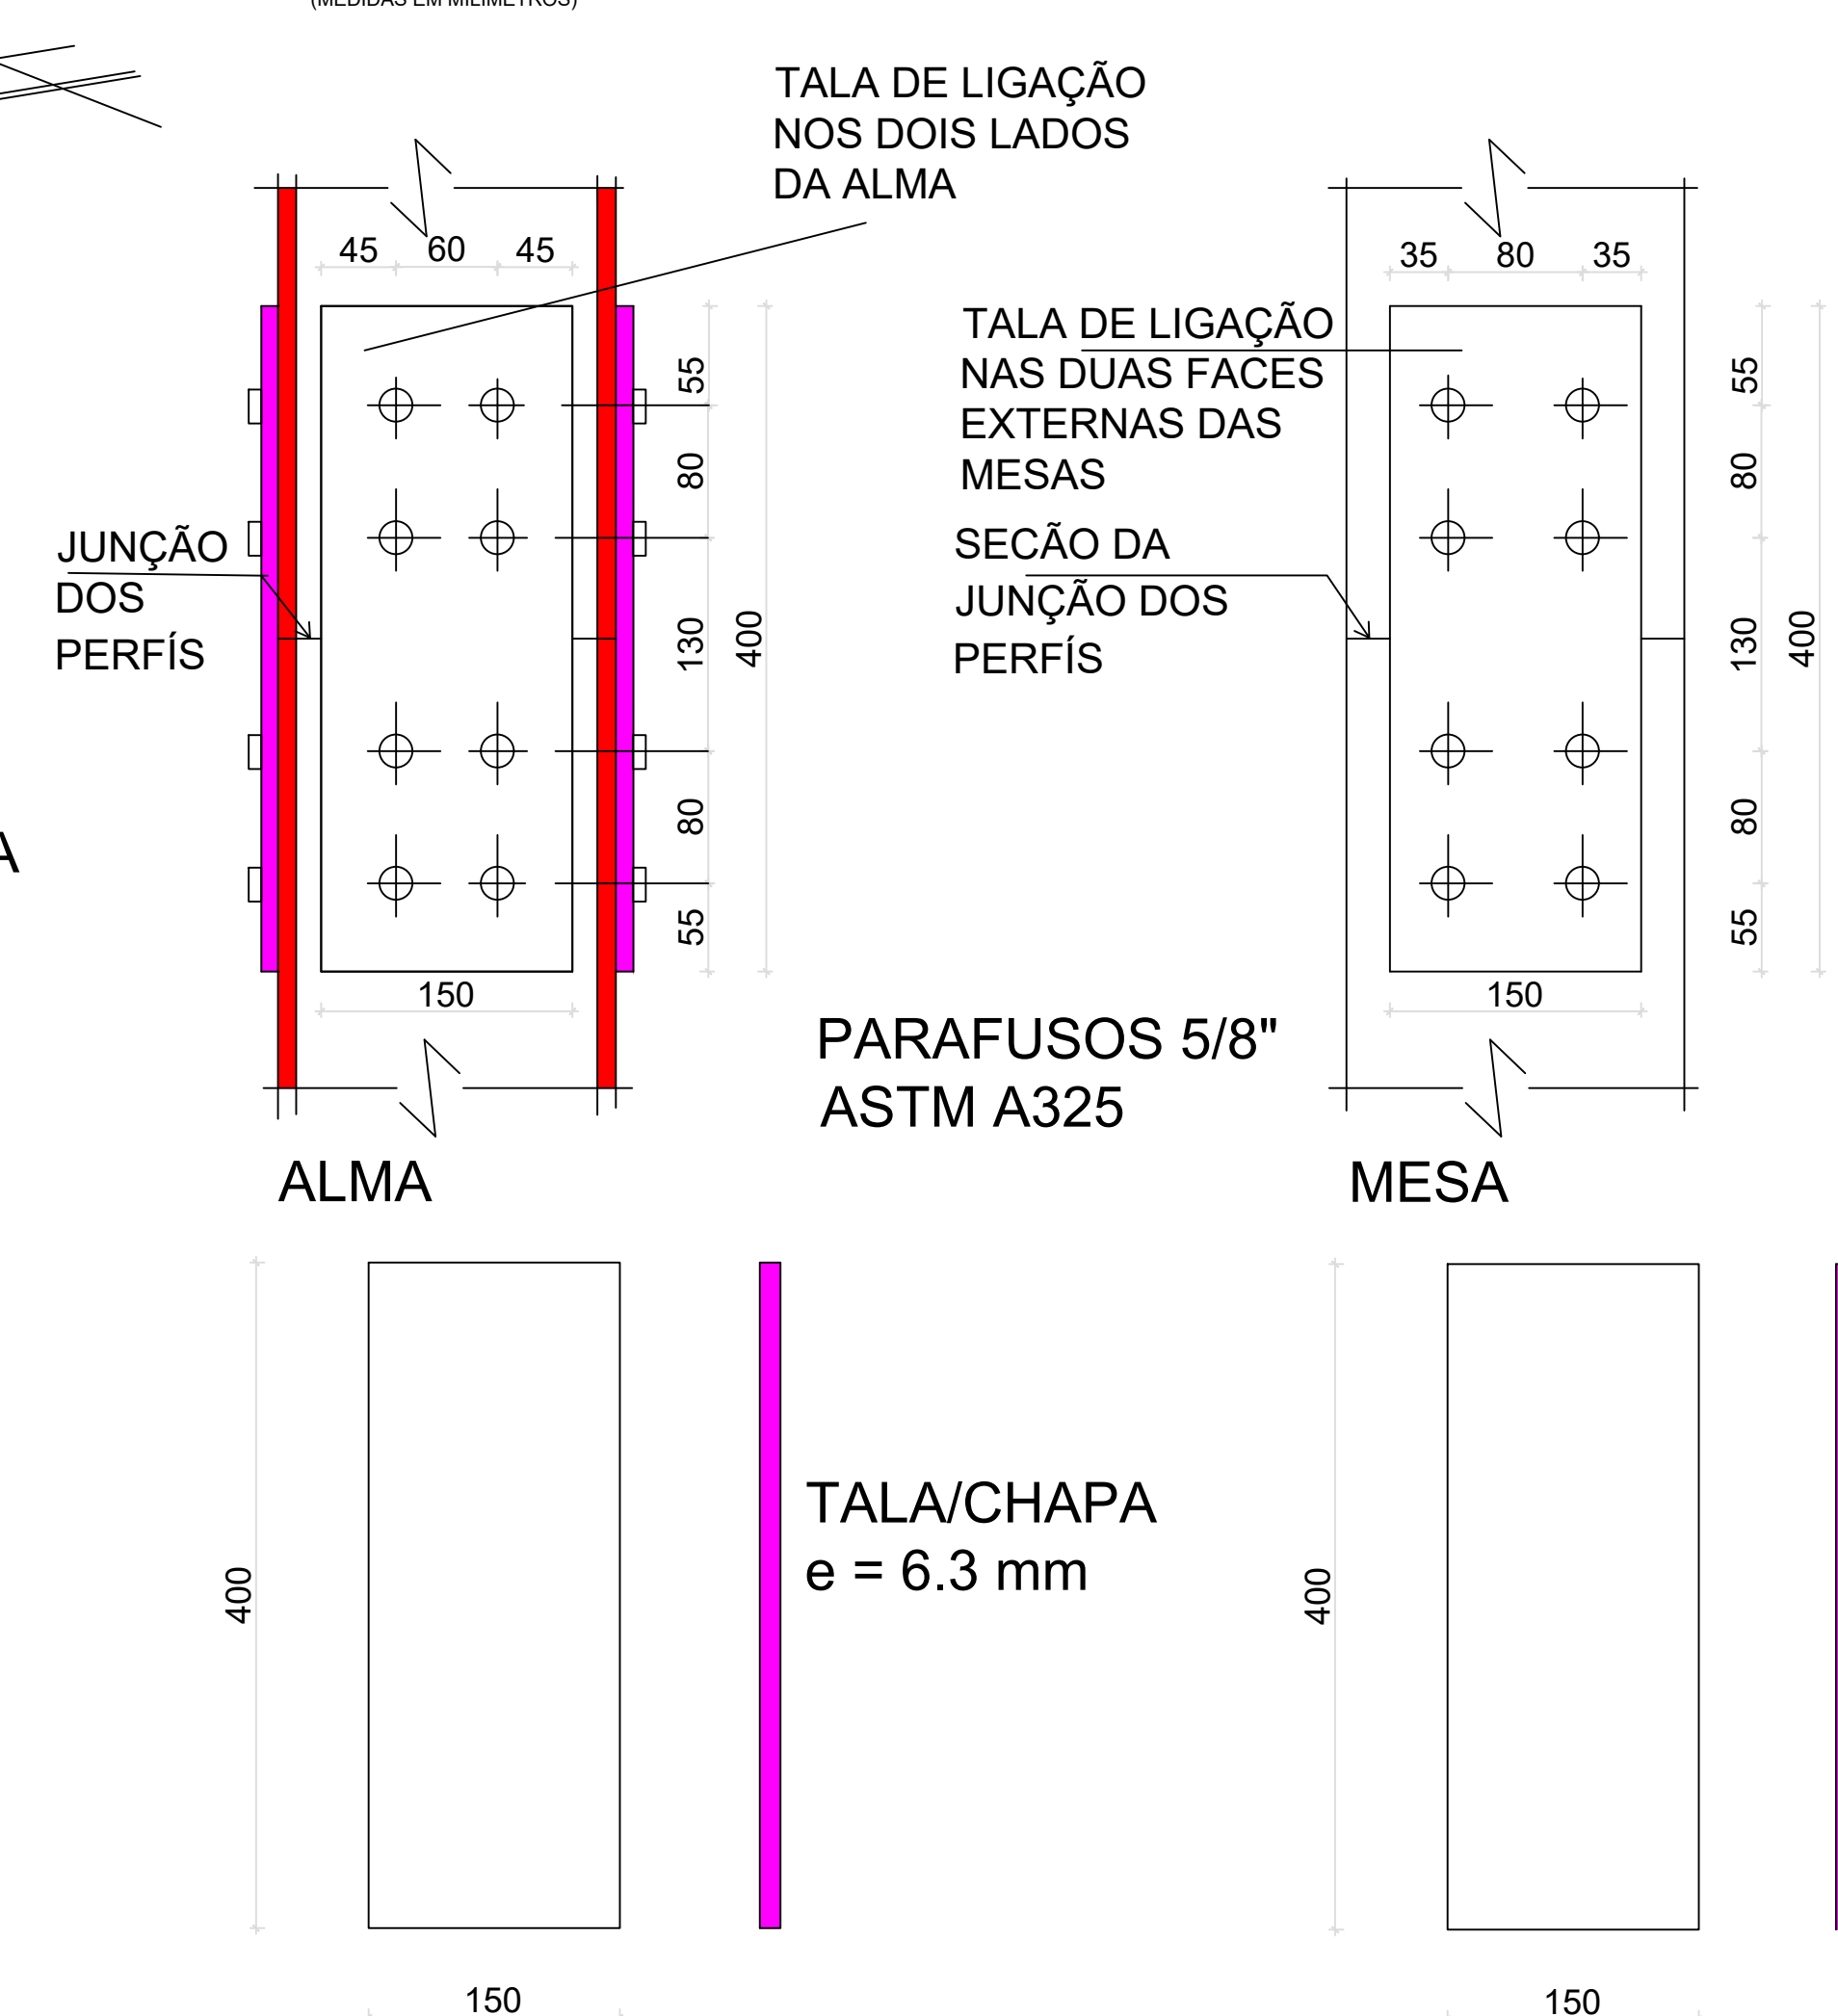 (MEDIDAS EM MILÍMETROS)
TALA DE LIGAÇÃO
NOS DOIS LADOS
DA ALMA
45 60 45
35 80 35
TALA DE LIGAÇÃO
NAS DUAS FACES
EXTERNAS DAS
MESAS
55
80
130
80
55
400
55
80
130
80
55
400
JUNÇÃO
DOS
PERFÍS
SECÃO DA
JUNÇÃO DOS
PERFÍS
150
150
PARAFUSOS 5/8"
ASTM A325
A
ALMA
MESA
400
TALA/CHAPA
e = 6.3 mm
400
150
150